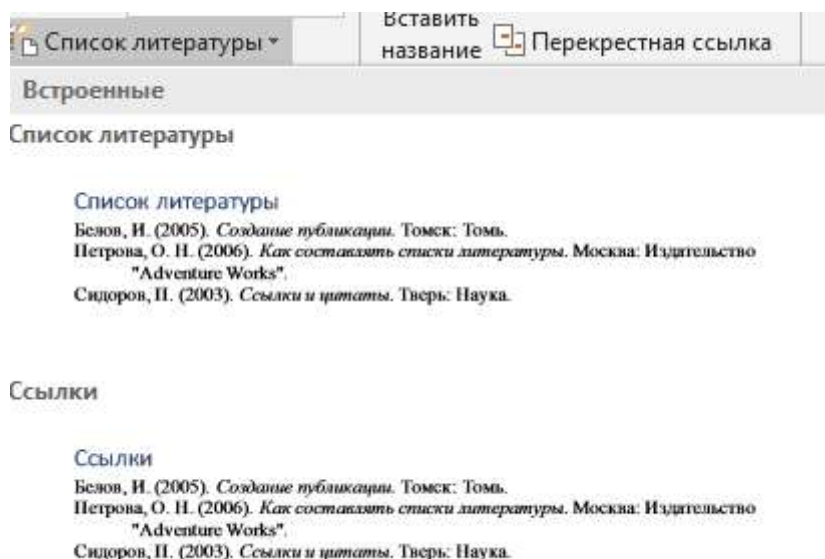 Вставить
Список литературы
название
Перекрестная ссылка
Встроенные
Список литературы
Список литературы
Белов, И. (2005). Создание публикации. Томск: Томь.
Петрова, О. Н. (2006). Как составлять списки литературы. Москва: Издательство
"Adventure Works".
Сидоров, П. (2003). Ссылки и цитаты. Тверь: Наука.
Ссылки
Ссылки
Белов, И. (2005). Создание публикации. Томск: Томь.
Петрова, О. Н. (2006). Как составлять списки литературы. Москва: Издательство
"Adventure Works".
Сидоров, П. (2003). Ссылки и цитаты. Тверь: Наука.